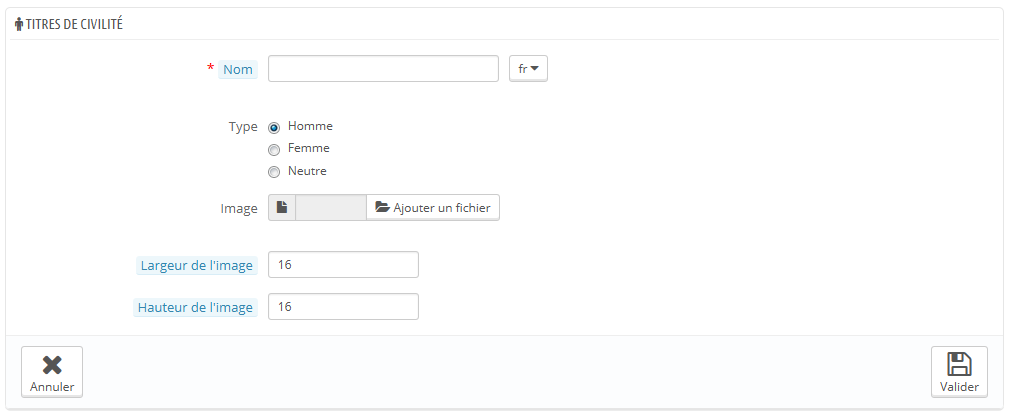 TITRES DE CIVILITÉ
* Nom fr
Type Homme
Femme
Neutre
Image Ajouter un fichier
Largeur de l'image 16
Hauteur de l'image 16
Annuler Valider